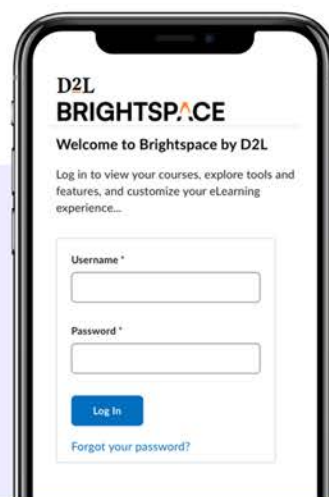 D2L
BRIGHTSPACE
Welcome to Brightspace by D2L
Log in to view your courses, explore tools and
features, and customize your eLearning
experience...
Username *
Password *
Log In
Forgot your password?